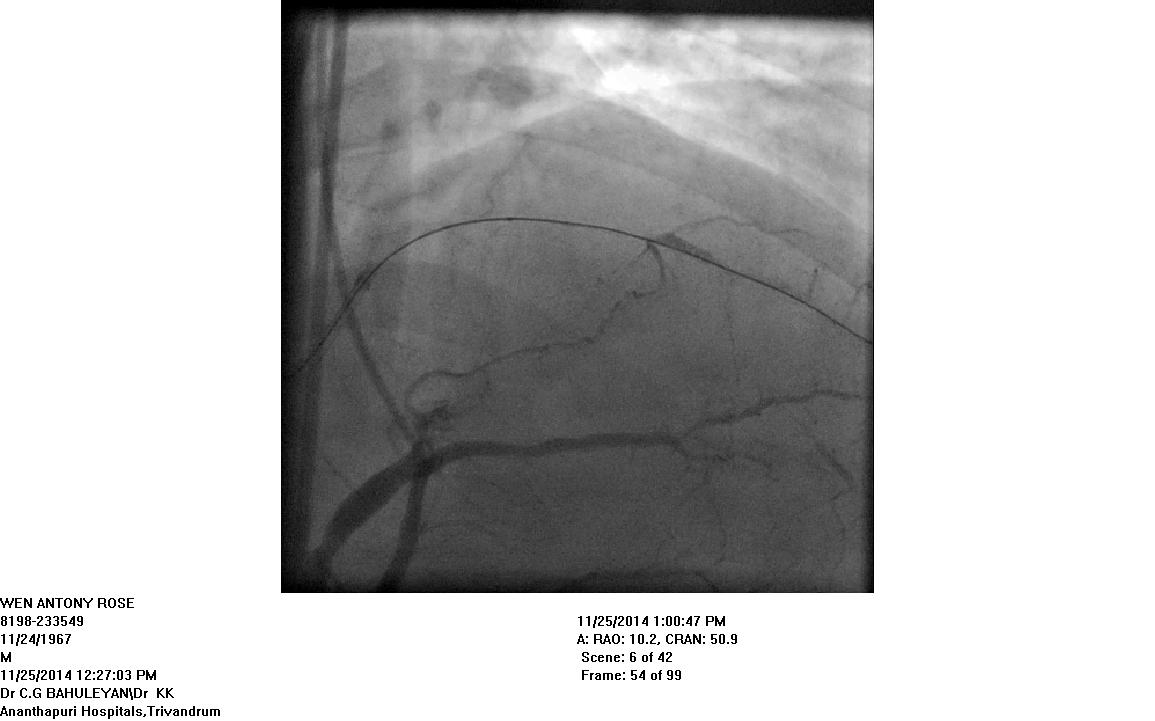 WEN ANTONY ROSE
8198-233549
11/24/1967
M
11/25/2014 12:27:03 PM
Dr C.G BAHULEYAN\Dr  KK
Ananthapuri Hospitals,Trivandrum
11/25/2014 1:00:47 PM
A: RAO: 10.2, CRAN: 50.9
Scene: 6 of 42
Frame: 54 of 99